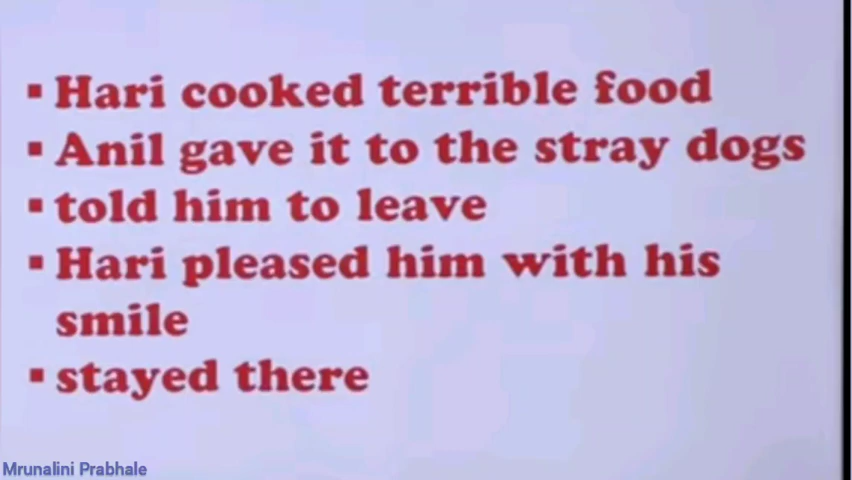 ▪ Hari cooked terrible food
▪ Anil gave it to the stray dogs
▪ told him to leave
▪ Hari pleased him with his
smile
▪ stayed there
Mrunalini Prabhale